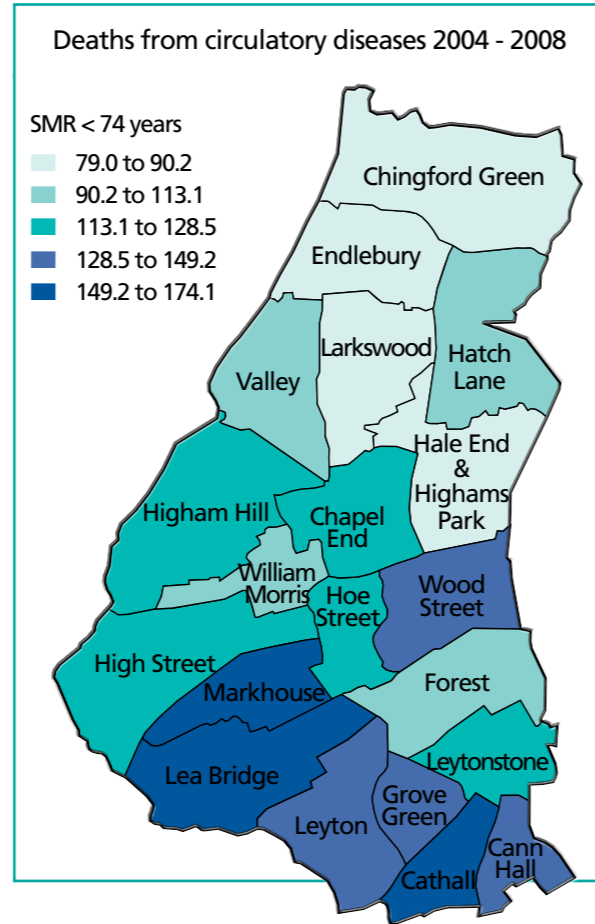 Deaths from circulatory diseases 2004 - 2008
SMR < 74 years
79.0 to 90.2
90.2 to 113.1
113.1 to 128.5
128.5 to 149.2
149.2 to 174.1
Chingford Green
Endlebury
Larkswood
Hatch
Lane
Valley
Hale End
&
Highams
Park
Higham Hill
Chapel
End
William
Morris
Hoe
Street
Wood
Street
High Street
Markhouse
Forest
Lea Bridge
Leytonstone
Leyton
Grove
Green
Cathall
Cann
Hall